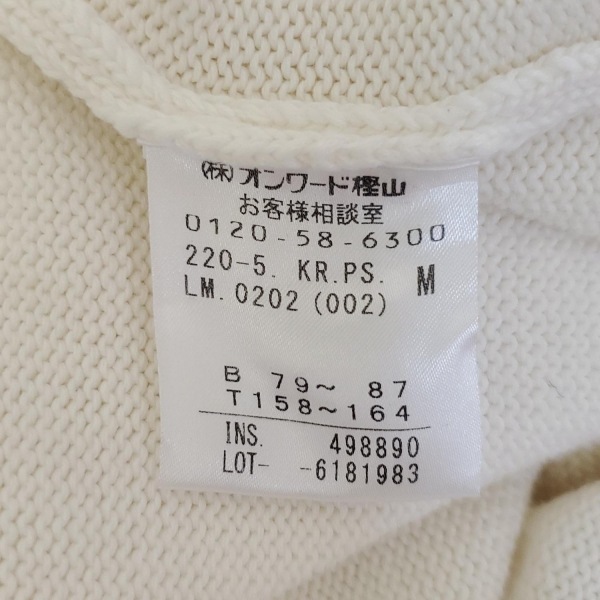 (株)オンワード樫山
お客様相談室
0120-58-6300
220-5. KR.PS. M
LM. 0202 (002)
B 79〜 87
T 158〜164
INS. 498890
LOT- -6181983